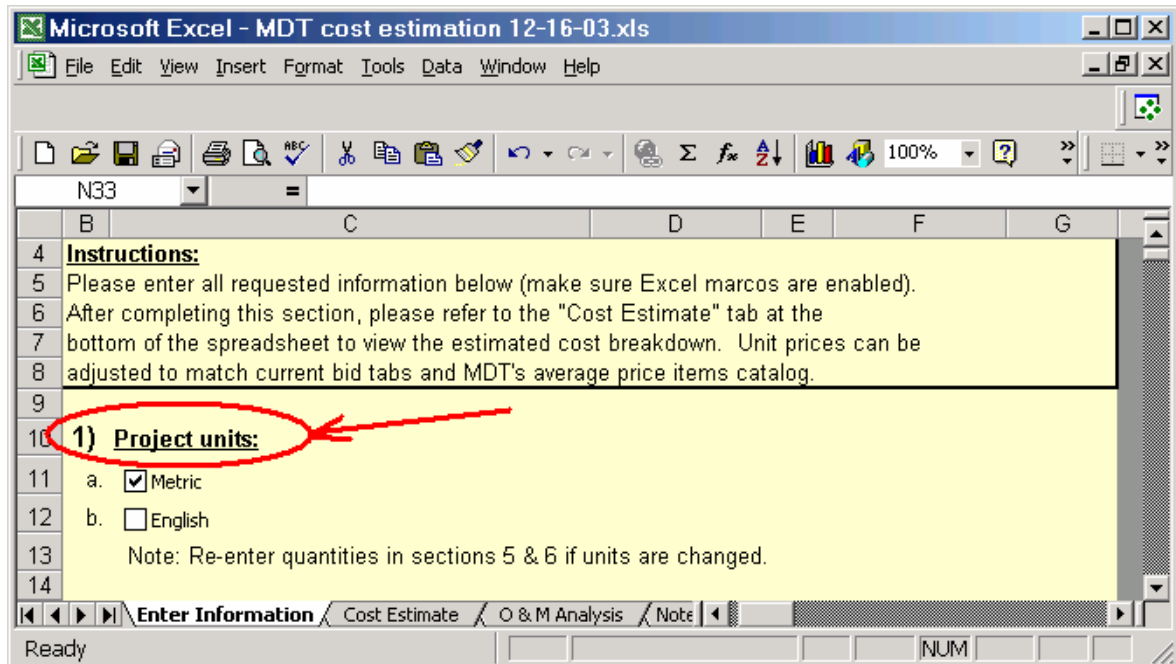 Microsoft Excel - MDT cost estimation 12-16-03.xls
File Edit View Insert Format Tools Data Window Help
ABC Σ fx A Z 100% ? » »
N33 =
B C D E F G
4 Instructions:
5 Please enter all requested information below (make sure Excel marcos are enabled).
6 After completing this section, please refer to the "Cost Estimate" tab at the
7 bottom of the spreadsheet to view the estimated cost breakdown. Unit prices can be
8 adjusted to match current bid tabs and MDT's average price items catalog.
9
10 1) Project units:
11 a. Metric
12 b. English
13 Note: Re-enter quantities in sections 5 & 6 if units are changed.
14
Enter Information Cost Estimate O & M Analysis Note
Ready NUM